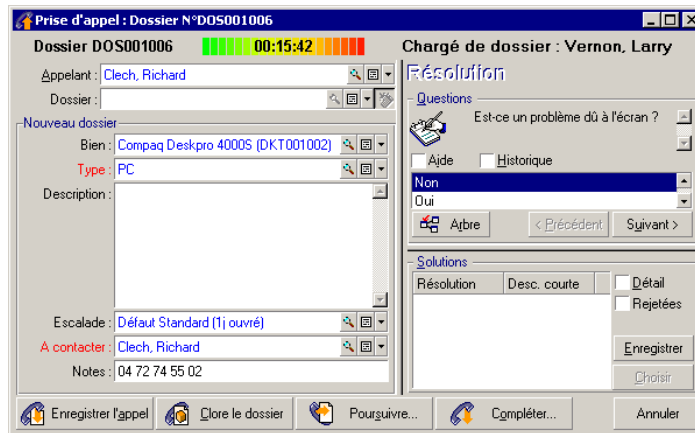 Prise d'appel : Dossier N°DOS001006
Dossier DOS001006 00:15:42 Chargé de dossier : Vernon, Larry
Appelant : Clech, Richard
Dossier :
Nouveau dossier
Bien : Compaq Deskpro 4000S (DKT001002)
Type : PC
Description :
Escalade : Défaut Standard (1j ouvré)
A contacter : Clech, Richard
Notes : 04 72 74 55 02
Résolution
Questions
Est-ce un problème dû à l'écran ?
Aide Historique
Non
Oui
Arbre < Précédent Suivant >
Solutions
Résolution Desc. courte
Détail
Rejetées
Enregistrer
Choisir
Enregistrer l'appel Clore le dossier Poursuivre... Compléter... Annuler